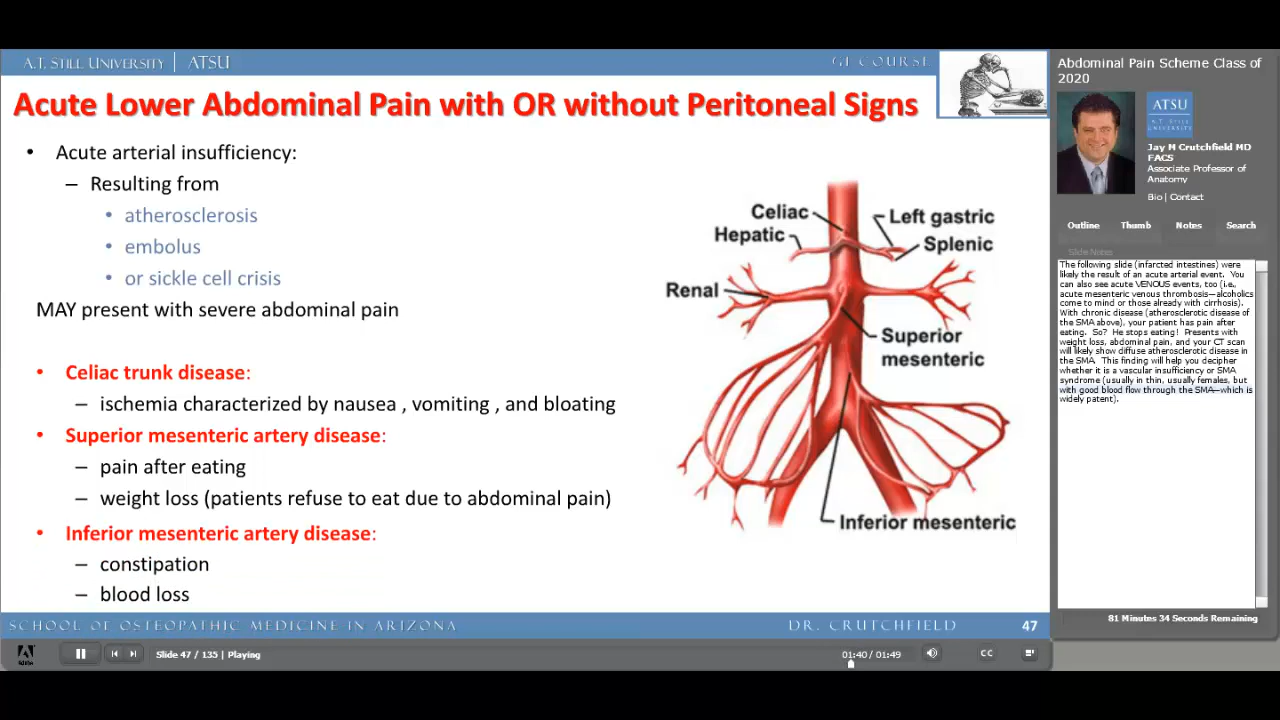 A.T. STILL UNIVERSITY | ATSU
GI COURSE
Acute Lower Abdominal Pain with OR without Peritoneal Signs
• Acute arterial insufficiency:
– Resulting from
• atherosclerosis
• embolus
• or sickle cell crisis
MAY present with severe abdominal pain
• Celiac trunk disease:
– ischemia characterized by nausea , vomiting , and bloating
• Superior mesenteric artery disease:
– pain after eating
– weight loss (patients refuse to eat due to abdominal pain)
• Inferior mesenteric artery disease:
– constipation
– blood loss
Celiac
Hepatic
Left gastric
Splenic
Renal
Superior
mesenteric
Inferior mesenteric
SCHOOL OF OSTEOPATHIC MEDICINE IN ARIZONA
DR. CRUTCHFIELD
47
Abdominal Pain Scheme Class of
2020
ATSU
A.T. STILL
UNIVERSITY
Jay M Crutchfield MD
FACS
Associate Professor of
Anatomy
Bio | Contact
Outline Thumb Notes Search
Slide Notes
The following slide (infarcted intestines) were
likely the result of an acute arterial event. You
can also see acute VENOUS events, too (i.e.,
acute mesenteric venous thrombosis—alcoholics
come to mind or those already with cirrhosis).
With chronic disease (atherosclerotic disease of
the SMA above), your patient has pain after
eating. So? He stops eating! Presents with
weight loss, abdominal pain, and your CT scan
will likely show diffuse atherosclerotic disease in
the SMA. This finding will help you decipher
whether it is a vascular insufficiency or SMA
syndrome (usually in thin, usually females, but
with good blood flow through the SMA—which is
widely patent).
81 Minutes 34 Seconds Remaining
Adobe
Slide 47 / 135 | Playing
01:40 / 01:49
CC